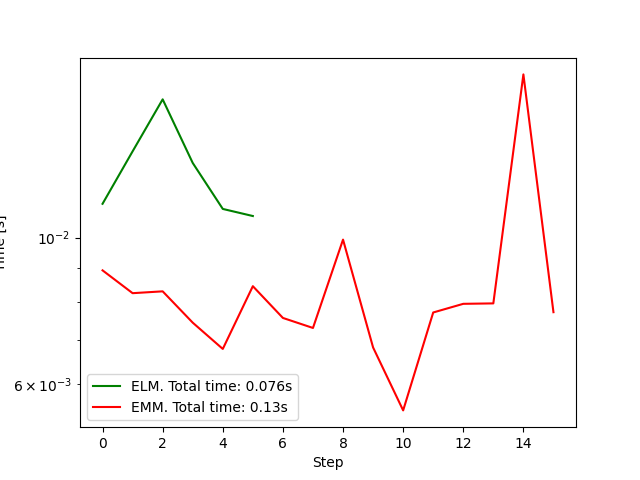 Time [s]
10⁻²
6 × 10⁻³
ELM. Total time: 0.076s
EMM. Total time: 0.13s
0 2 4 6 8 10 12 14
Step